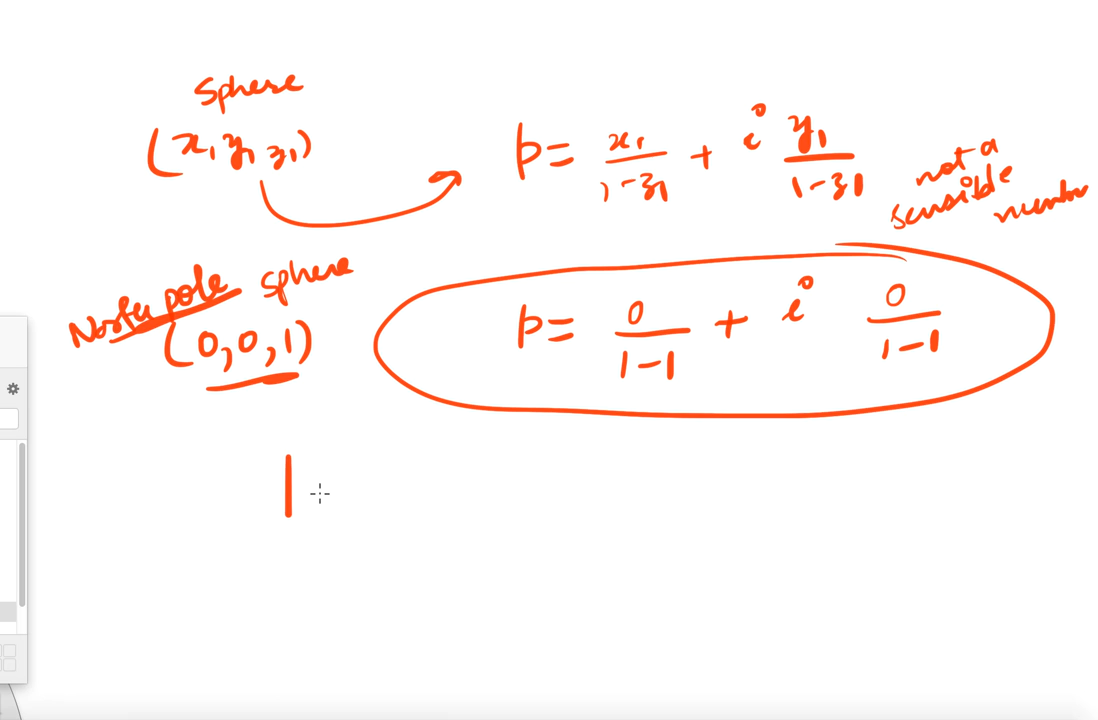 Sphere
(x₁ y₁ z₁)
p = x₁/(1-z₁) + i y₁/(1-z₁)
not a
sensible
number
North pole sphere
(0, 0, 1)
p = 0/(1-1) + i 0/(1-1)